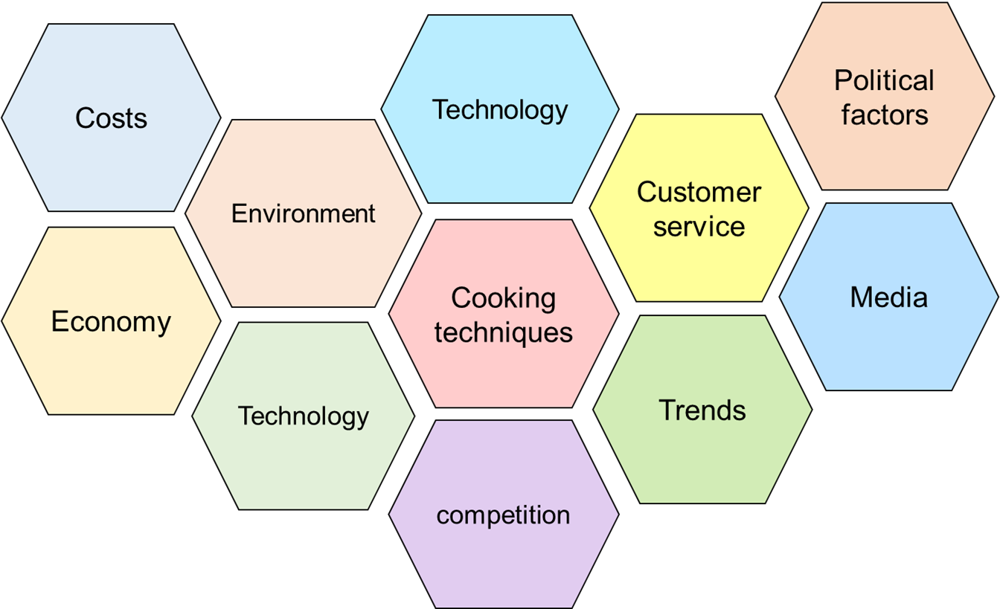 Costs
Environment
Technology
Customer
service
Political
factors
Economy
Technology
Cooking
techniques
Trends
Media
competition